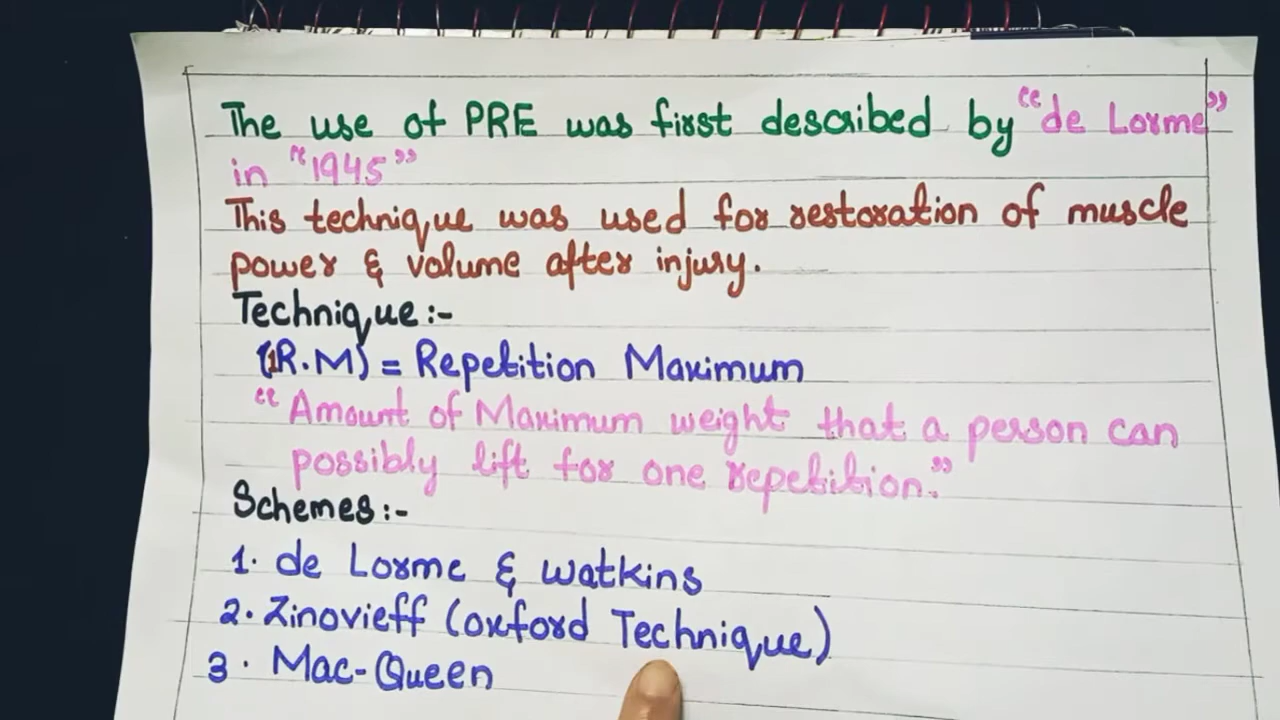 The use of PRE was first described by "de Lorme"
in "1945"
This technique was used for restoration of muscle
power & volume after injury.
Technique:-
(1R.M) = Repetition Maximum
"Amount of Maximum weight that a person can
possibly lift for one repetition."
Schemes:-
1. de Lorme & watkins
2. Zinovieff (oxford Technique)
3. Mac-Queen